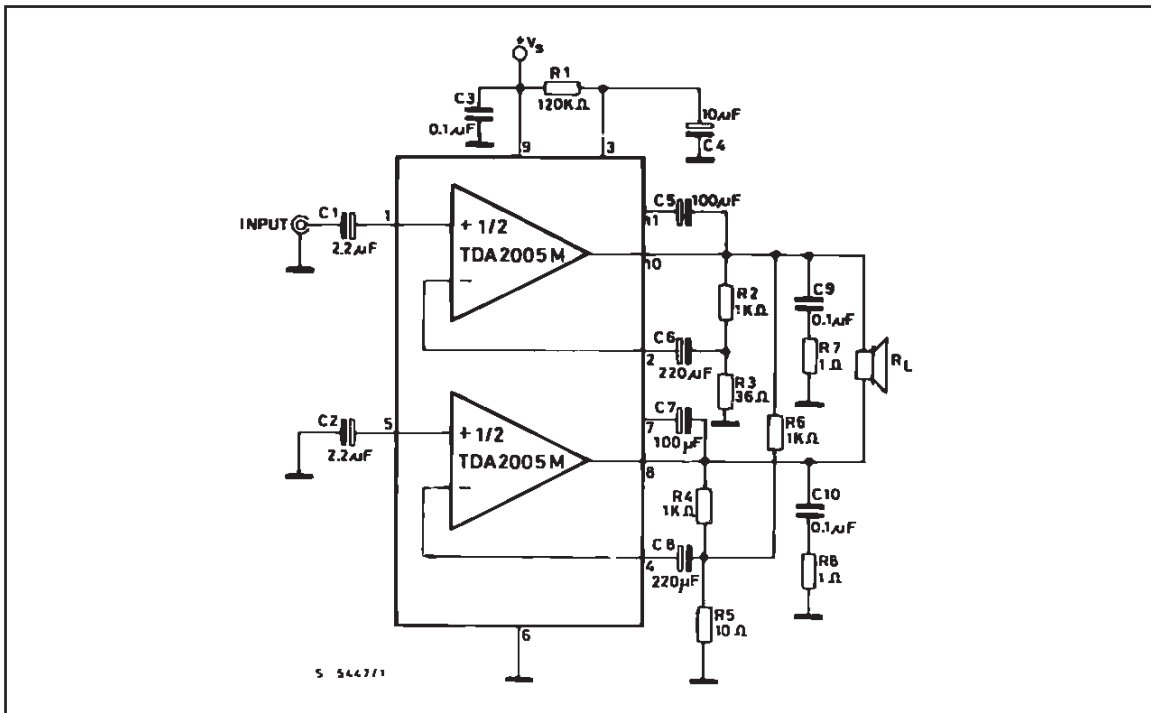 +Vs
R1
120KΩ
C3
0.1µF
10µF
C4
9
3
C5
100µF
11
INPUT
C1
2.2µF
1
+ 1/2
TDA2005M
10
−
R2
1KΩ
C9
0.1µF
R7
1Ω
RL
C6
220µF
2
R3
36Ω
C7
100µF
7
R6
1KΩ
C2
2.2µF
5
+ 1/2
TDA2005M
8
−
R4
1KΩ
C10
0.1µF
C8
220µF
4
R8
1Ω
R5
10Ω
6
S 5447/1